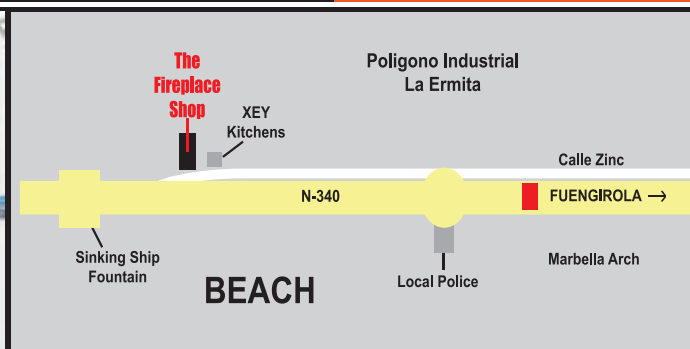 The
Fireplace
Shop
XEY
Kitchens
Poligono Industrial
La Ermita
Calle Zinc
N-340
FUENGIROLA →
Sinking Ship
Fountain
BEACH
Local Police
Marbella Arch